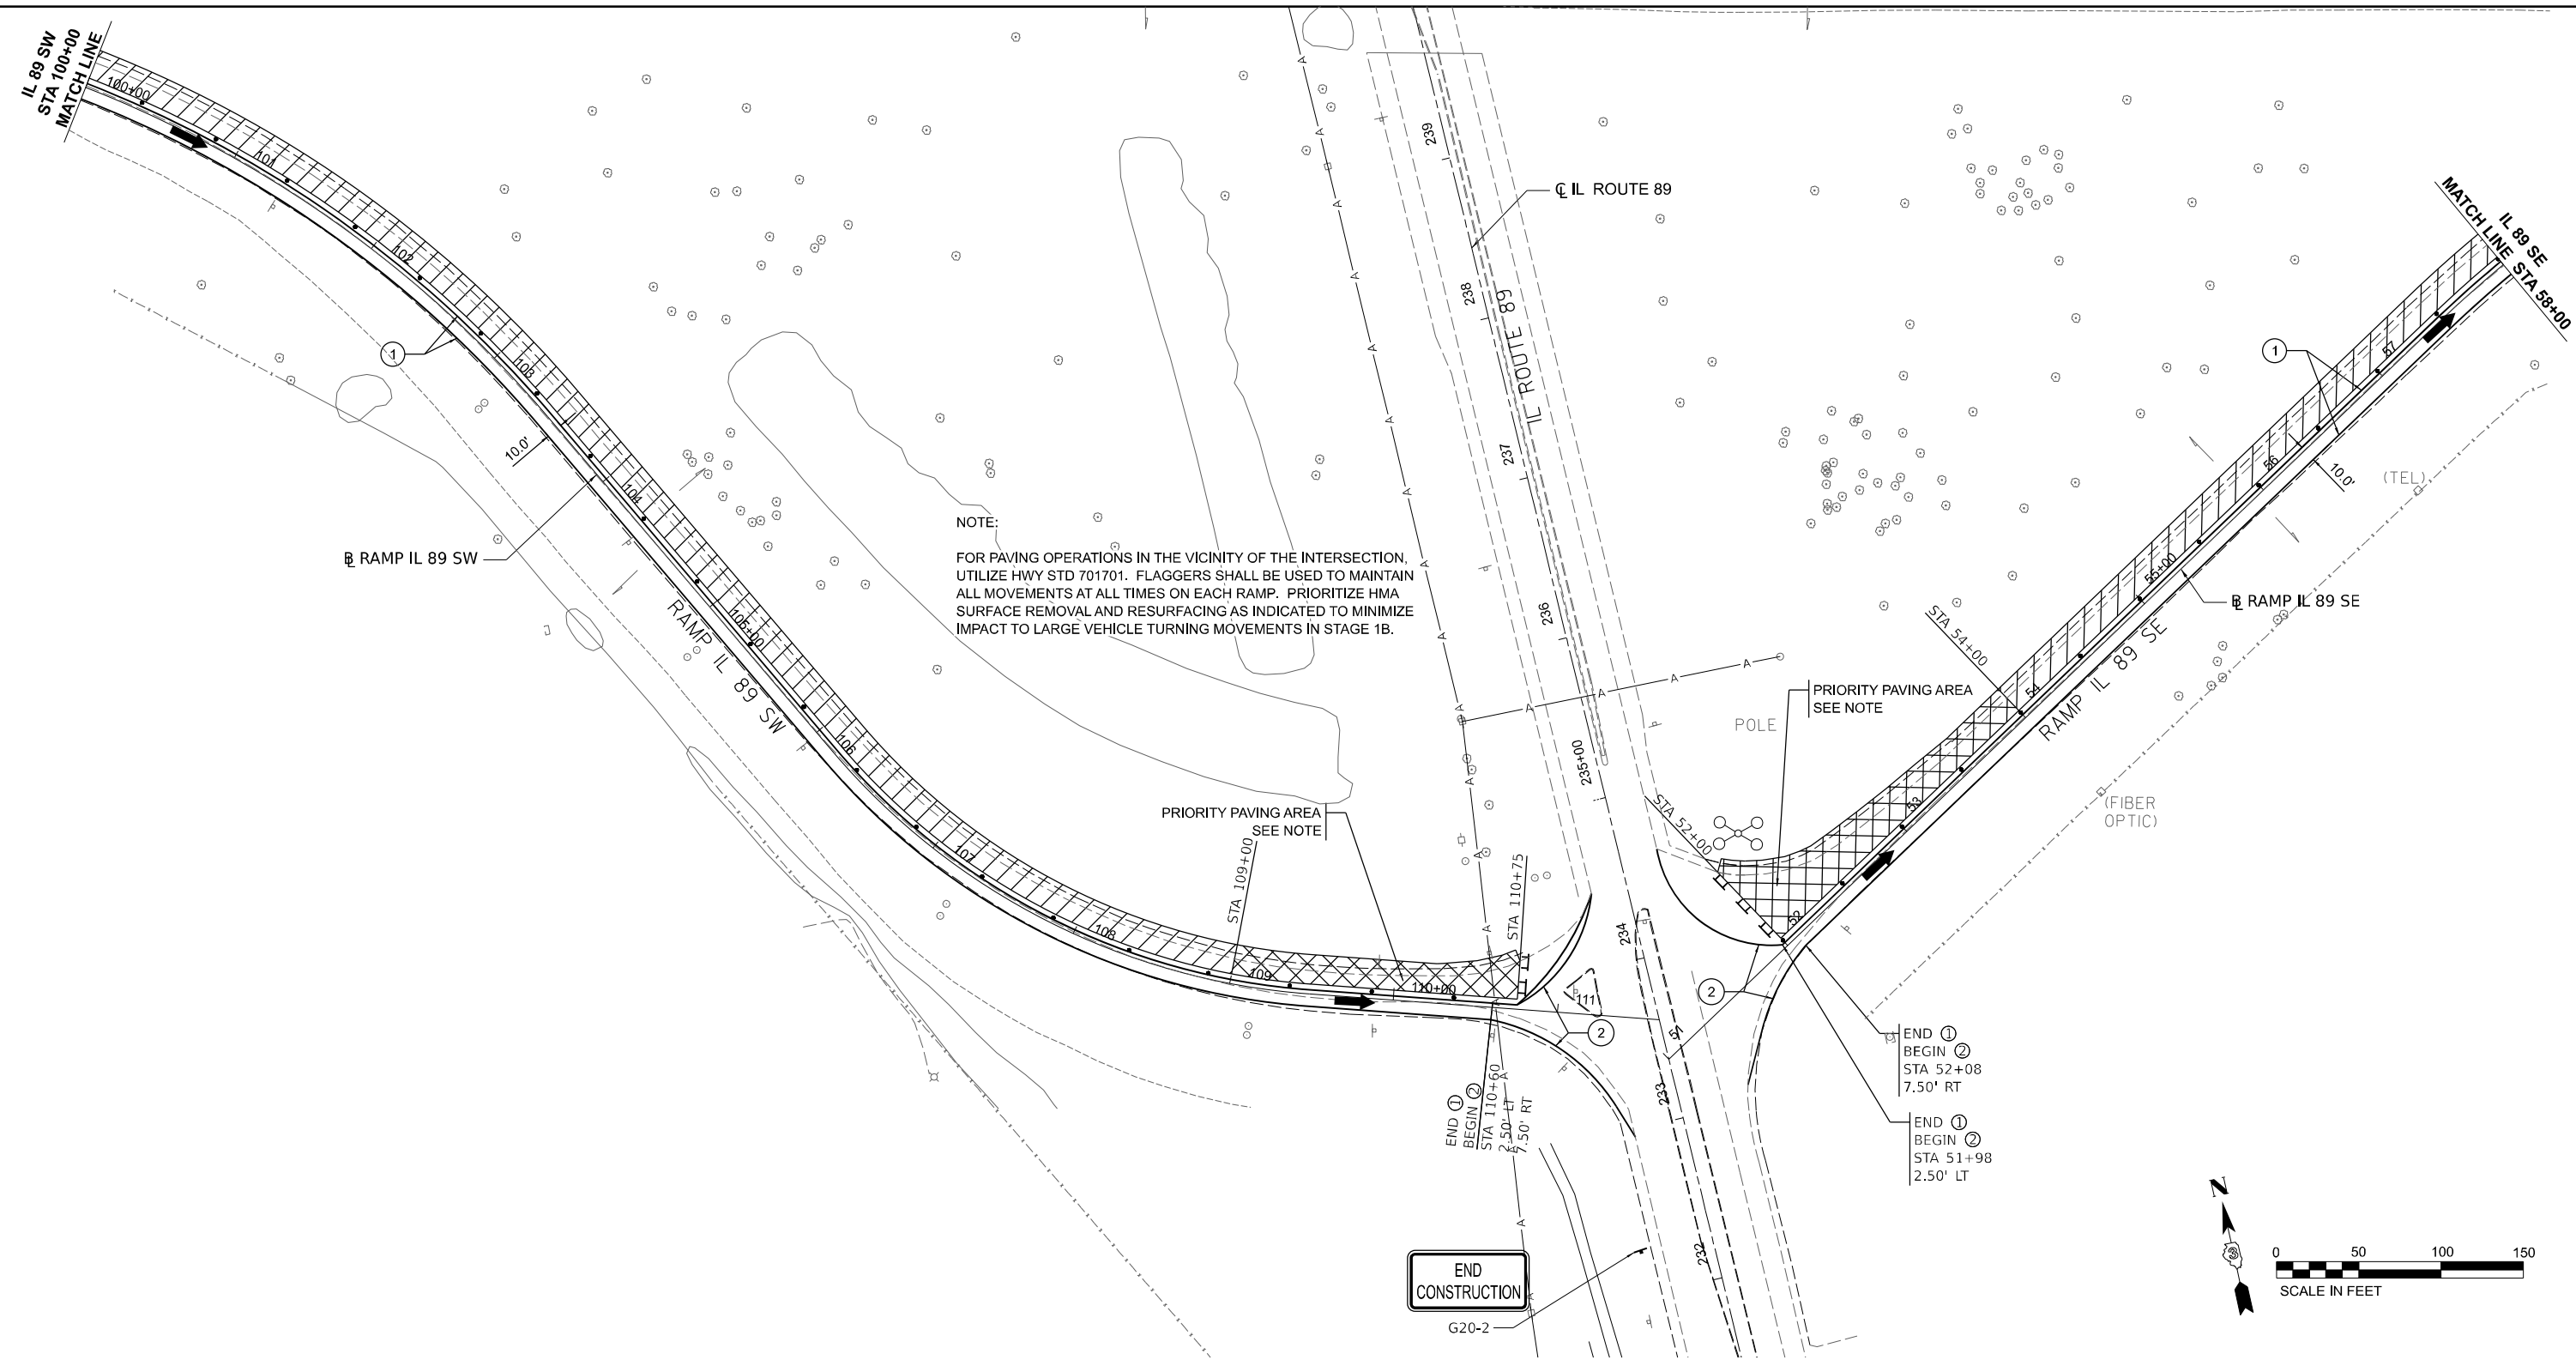 IL 89 SW
STA 100+00
MATCH LINE
100+00
101
102
103
104
105+00
106
107
108
109
110+00
111
1
10.0'
℄ IL ROUTE 89
239
238
237
236
235+00
234
233
232
IL ROUTE 89
IL 89 SE
MATCH LINE STA 58+00
1
57
56
55+00
54
53
52
51
10.0'
(TEL)
NOTE:
FOR PAVING OPERATIONS IN THE VICINITY OF THE INTERSECTION,
UTILIZE HWY STD 701701. FLAGGERS SHALL BE USED TO MAINTAIN
ALL MOVEMENTS AT ALL TIMES ON EACH RAMP. PRIORITIZE HMA
SURFACE REMOVAL AND RESURFACING AS INDICATED TO MINIMIZE
IMPACT TO LARGE VEHICLE TURNING MOVEMENTS IN STAGE 1B.
BL RAMP IL 89 SW
RAMP IL 89 SW
BL RAMP IL 89 SE
RAMP IL 89 SE
STA 54+00
PRIORITY PAVING AREA
SEE NOTE
POLE
STA 52+00
(FIBER
OPTIC)
PRIORITY PAVING AREA
SEE NOTE
STA 109+00
STA 110+75
2
2
END ①
BEGIN ②
STA 110+60
2.50' LT
7.50' RT
END ①
BEGIN ②
STA 52+08
7.50' RT
END ①
BEGIN ②
STA 51+98
2.50' LT
END
CONSTRUCTION
G20-2
N
3
0 50 100 150
SCALE IN FEET
A A A A A A A A A A A A A A A A A A A A A A A A